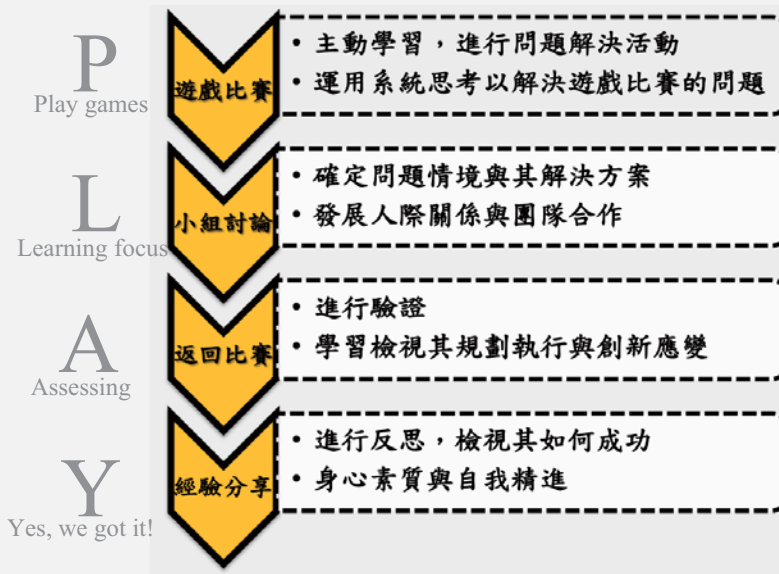 P
Play games
遊戲比賽
• 主動學習，進行問題解決活動
• 運用系統思考以解決遊戲比賽的問題
L
Learning focus
小組討論
• 確定問題情境與其解決方案
• 發展人際關係與團隊合作
A
Assessing
返回比賽
• 進行驗證
• 學習檢視其規劃執行與創新應變
Y
Yes, we got it!
經驗分享
• 進行反思，檢視其如何成功
• 身心素質與自我精進